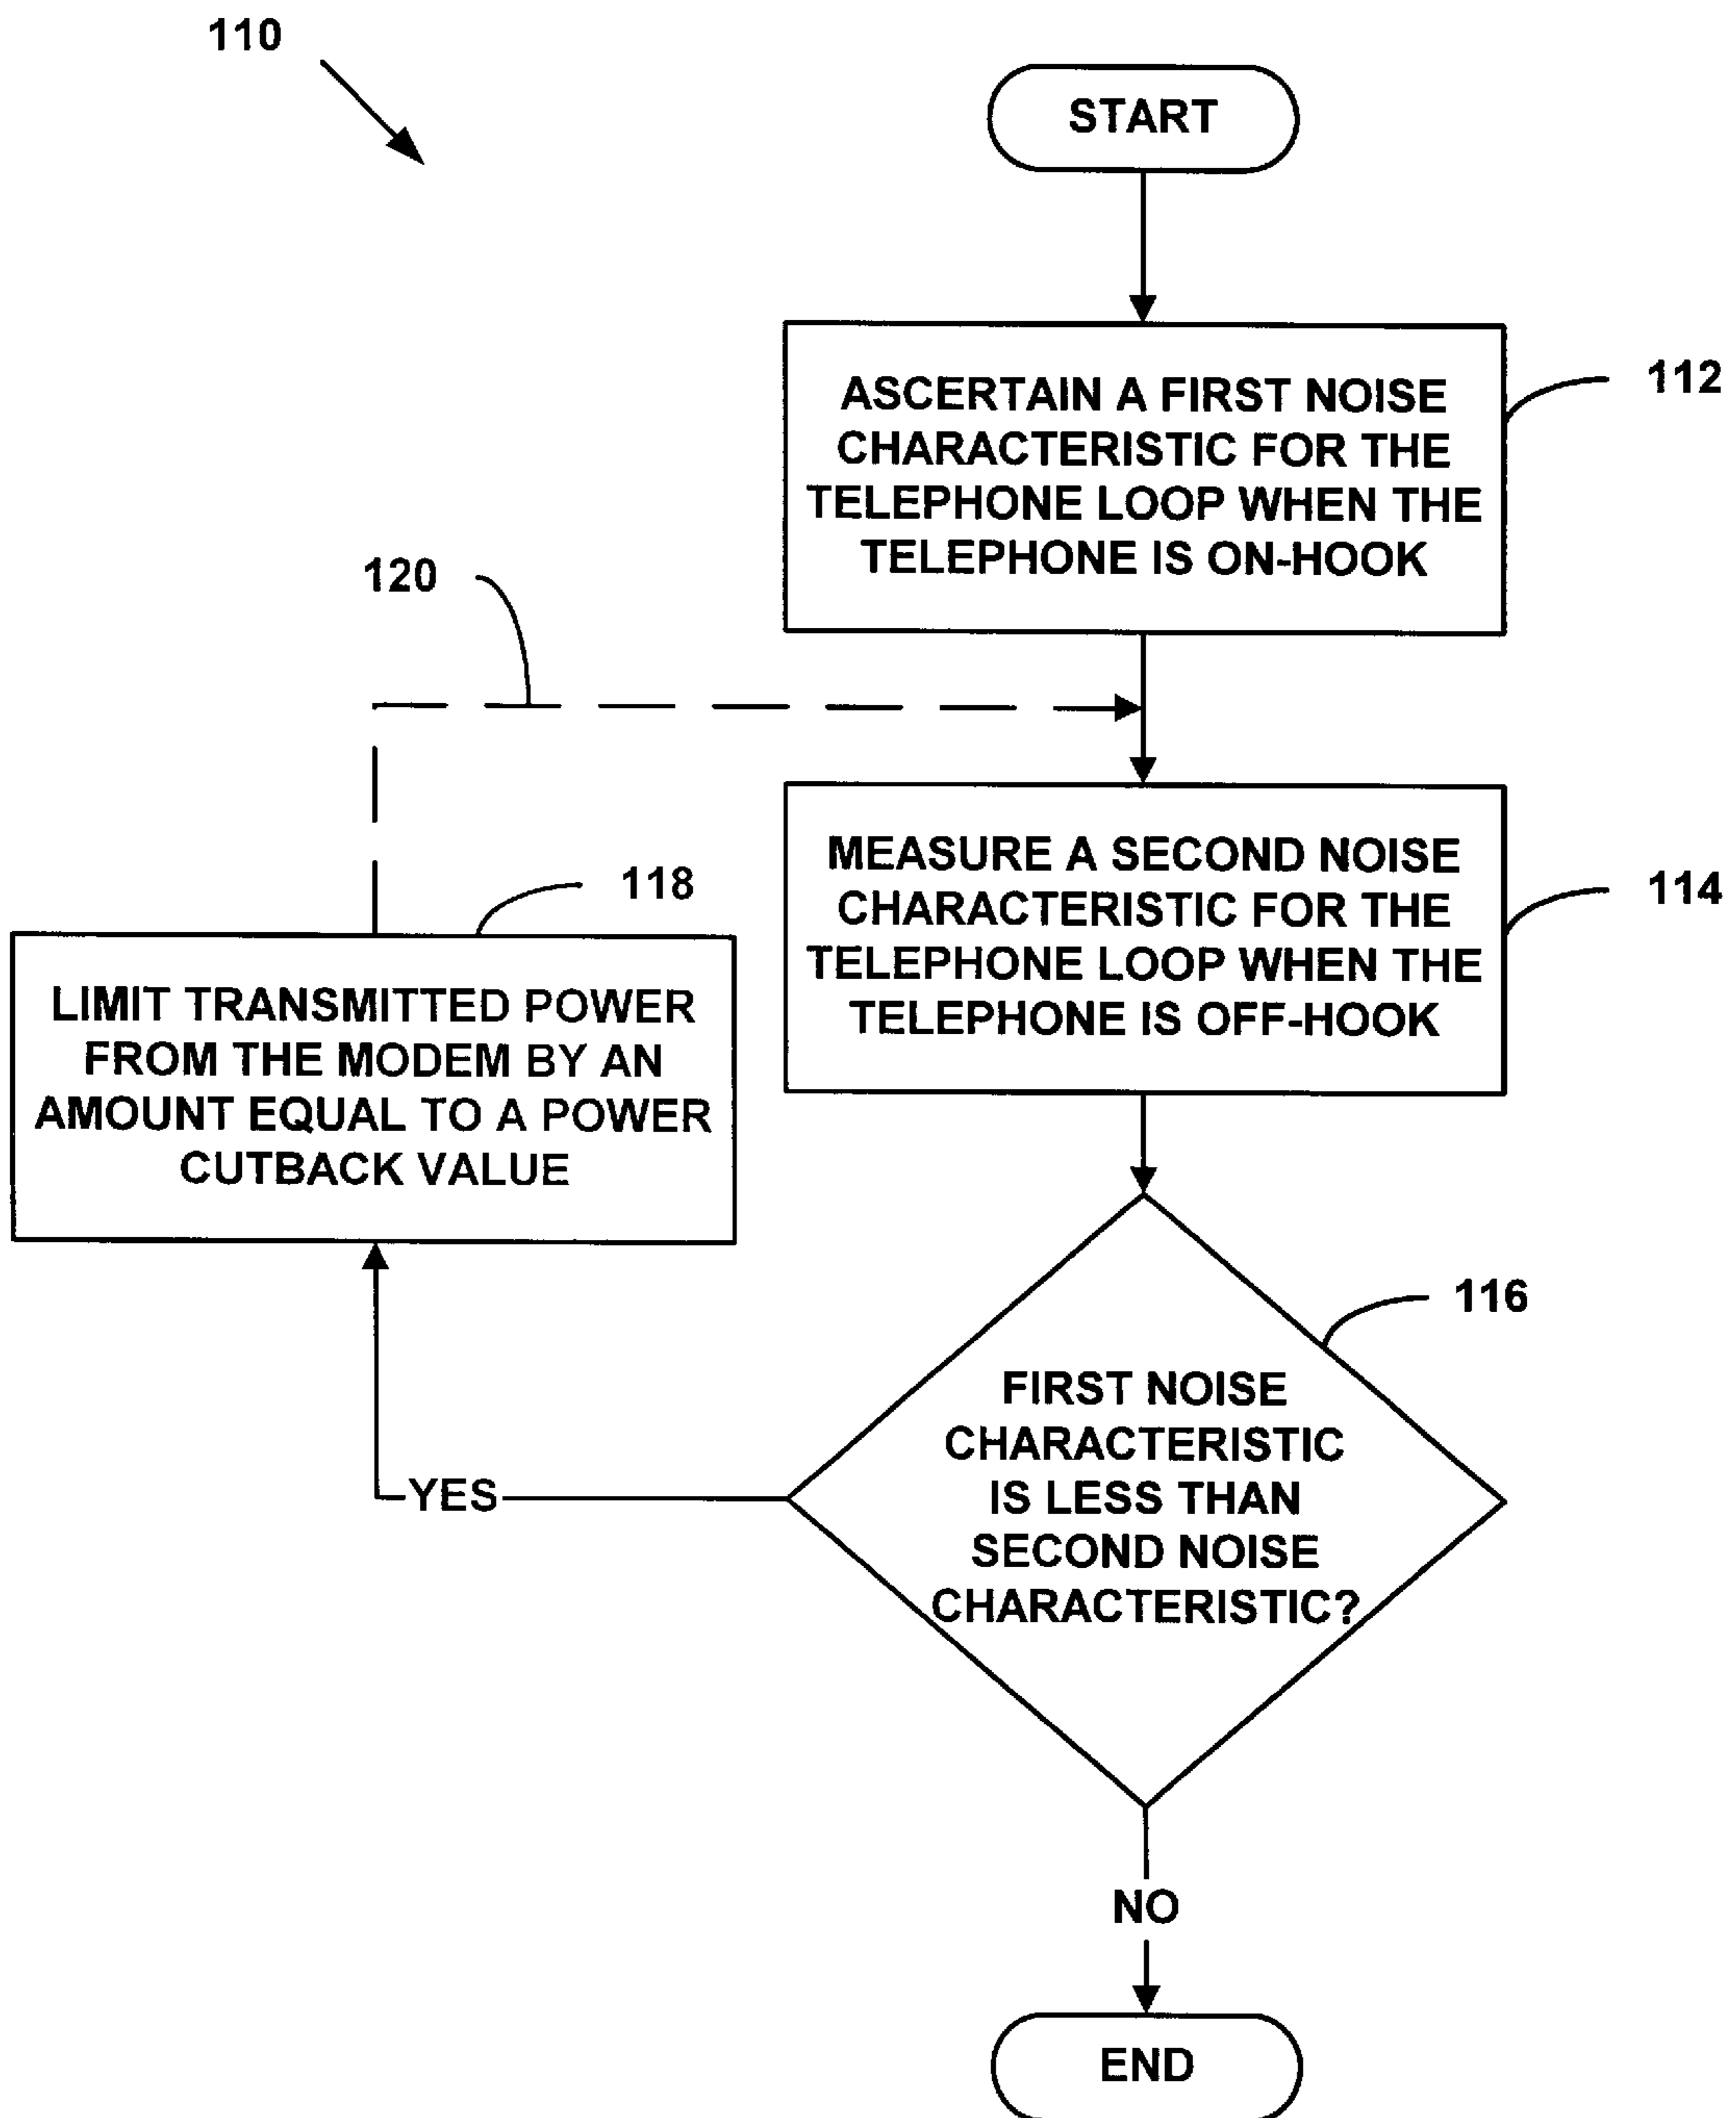 110
START
ASCERTAIN A FIRST NOISE
CHARACTERISTIC FOR THE
TELEPHONE LOOP WHEN THE
TELEPHONE IS ON-HOOK
112
120
MEASURE A SECOND NOISE
CHARACTERISTIC FOR THE
TELEPHONE LOOP WHEN THE
TELEPHONE IS OFF-HOOK
114
118
LIMIT TRANSMITTED POWER
FROM THE MODEM BY AN
AMOUNT EQUAL TO A POWER
CUTBACK VALUE
116
FIRST NOISE
CHARACTERISTIC
IS LESS THAN
SECOND NOISE
CHARACTERISTIC?
YES
NO
END